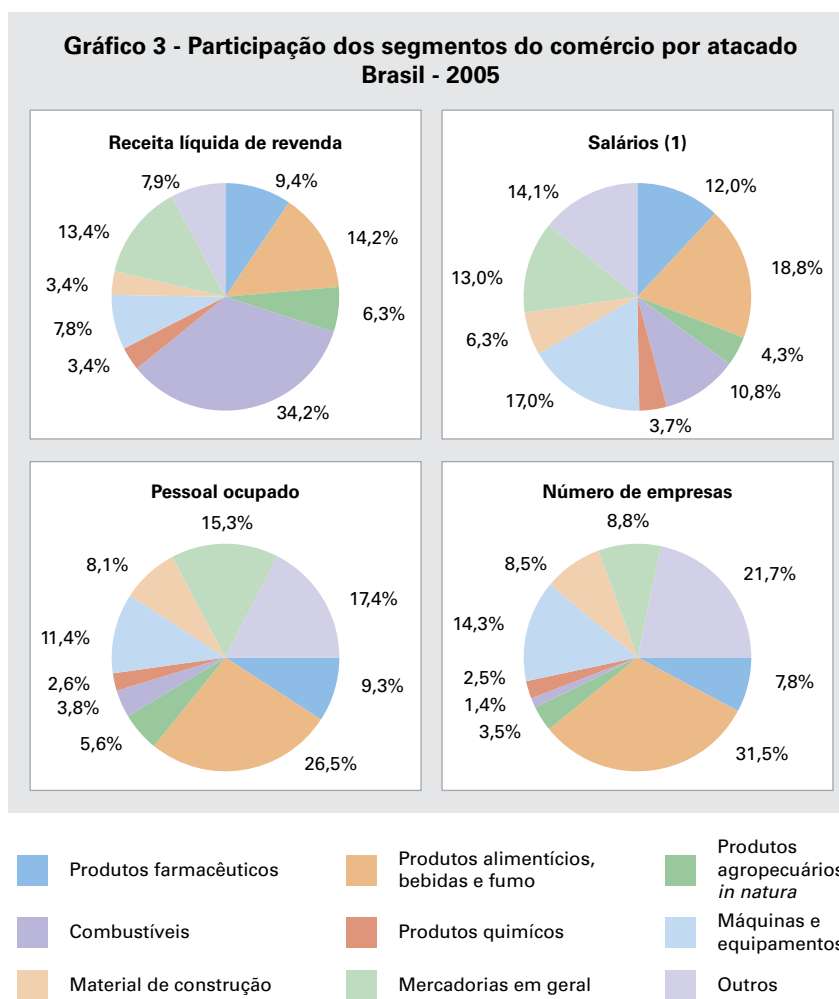 Gráfico 3 - Participação dos segmentos do comércio por atacado
Brasil - 2005
Receita líquida de revenda
7,9%
9,4%
13,4%
14,2%
3,4%
6,3%
7,8%
3,4%
34,2%
Salários (1)
14,1%
12,0%
13,0%
18,8%
6,3%
4,3%
17,0%
10,8%
3,7%
Pessoal ocupado
15,3%
8,1%
17,4%
11,4%
2,6%
9,3%
3,8%
5,6%
26,5%
Número de empresas
8,8%
8,5%
21,7%
14,3%
2,5%
7,8%
1,4%
3,5%
31,5%
Produtos farmacêuticos
Produtos alimentícios,
bebidas e fumo
Produtos
agropecuários
in natura
Combustíveis
Produtos quimícos
Máquinas e
equipamentos
Material de construção
Mercadorias em geral
Outros